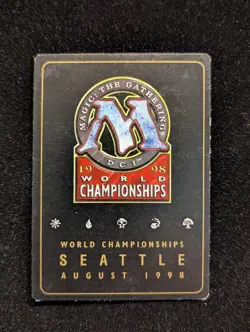 MAGIC: THE GATHERING
M
DCI
19 98
WORLD
CHAMPIONSHIPS
WORLD CHAMPIONSHIPS
SEATTLE
AUGUST 1998